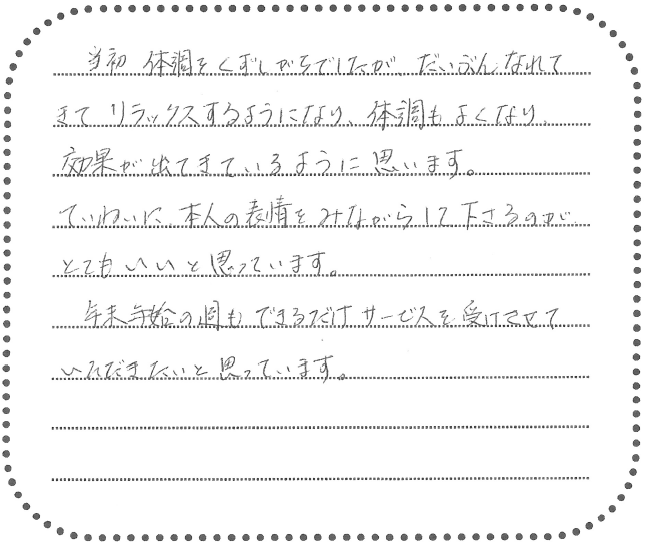 当初 体調をくずしがちでしたが、だいぶんなれて
きて リラックスするようになり、体調もよくなり、
効果が出てきているように思います。
ていねいに、本人の表情をみながらして下さるのが
とてもいいと思っています。
年末年始の週も できるだけ サービスを受けさせて
いただきたいと思っています。